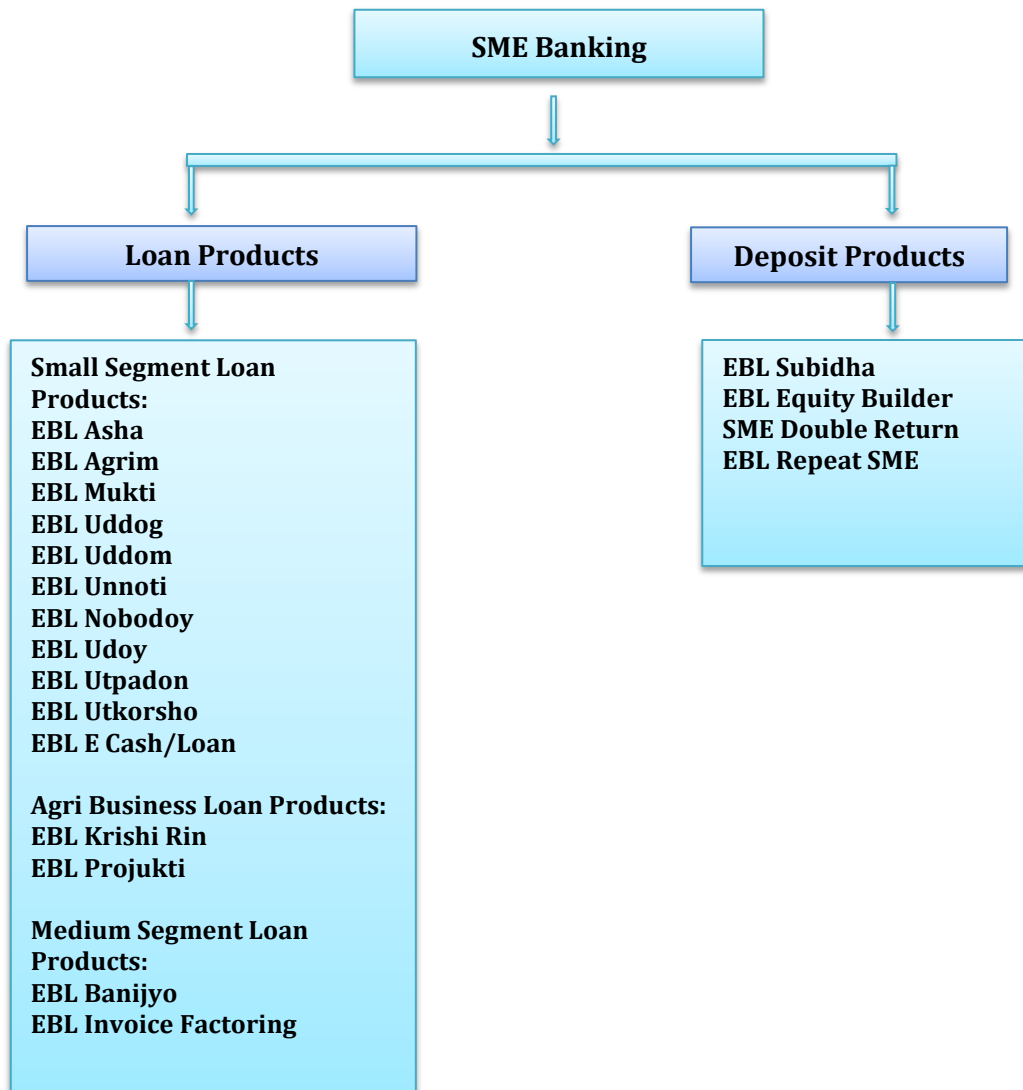 SME Banking
Loan Products
Deposit Products
Small Segment Loan
Products:
EBL Asha
EBL Agrim
EBL Mukti
EBL Uddog
EBL Uddom
EBL Unnoti
EBL Nobodoy
EBL Udoy
EBL Utpadon
EBL Utkorsho
EBL E Cash/Loan
Agri Business Loan Products:
EBL Krishi Rin
EBL Projukti
Medium Segment Loan
Products:
EBL Banijyo
EBL Invoice Factoring
EBL Subidha
EBL Equity Builder
SME Double Return
EBL Repeat SME